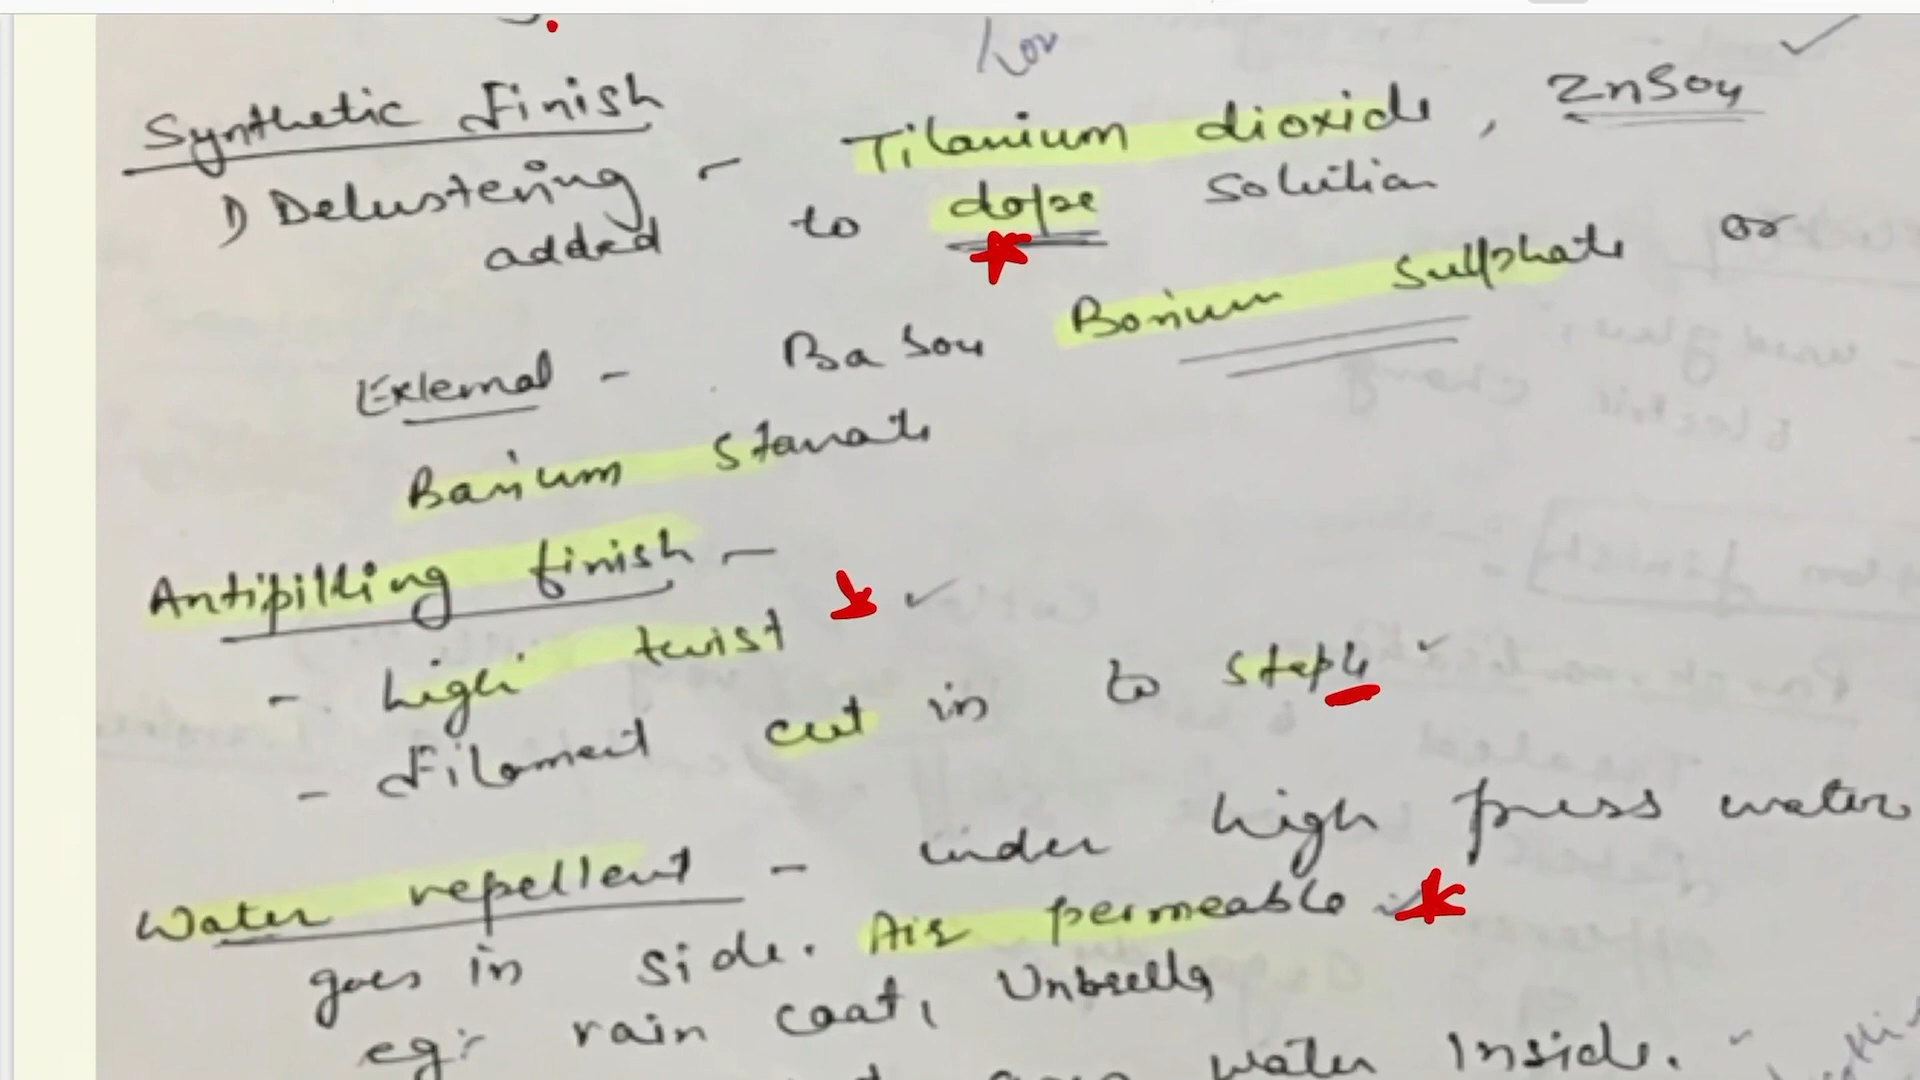 Synthetic Finish
1) Delustering - Titanium dioxide, ZnSO4
added to dope solution
External - BaSO4 Barium Sulphate or
Barium Stanate
Antipilling finish -
- high twist
- Filament cut in to staple
Water repellent - under high press water
goes in side. Air permeable
eg:- rain coat, Unbrella
water Inside.